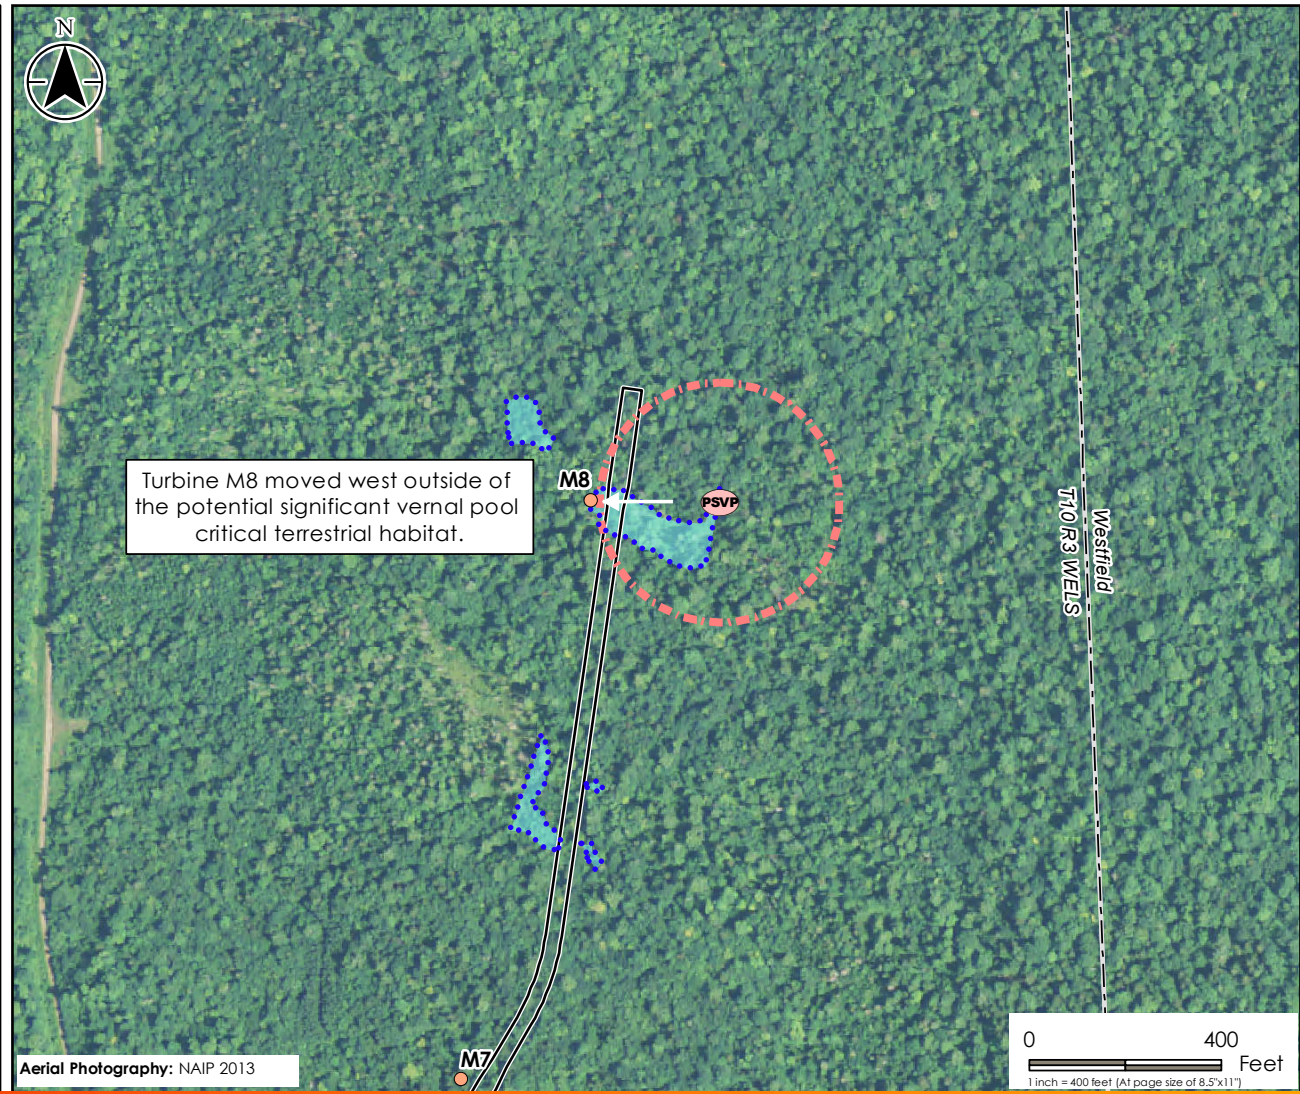 N
Turbine M8 moved west outside of
the potential significant vernal pool
critical terrestrial habitat.
M8
PSVP
T10 R3 WELS
Westfield
M7
Aerial Photography: NAIP 2013
0 400
Feet
1 inch = 400 feet (At page size of 8.5"x11")